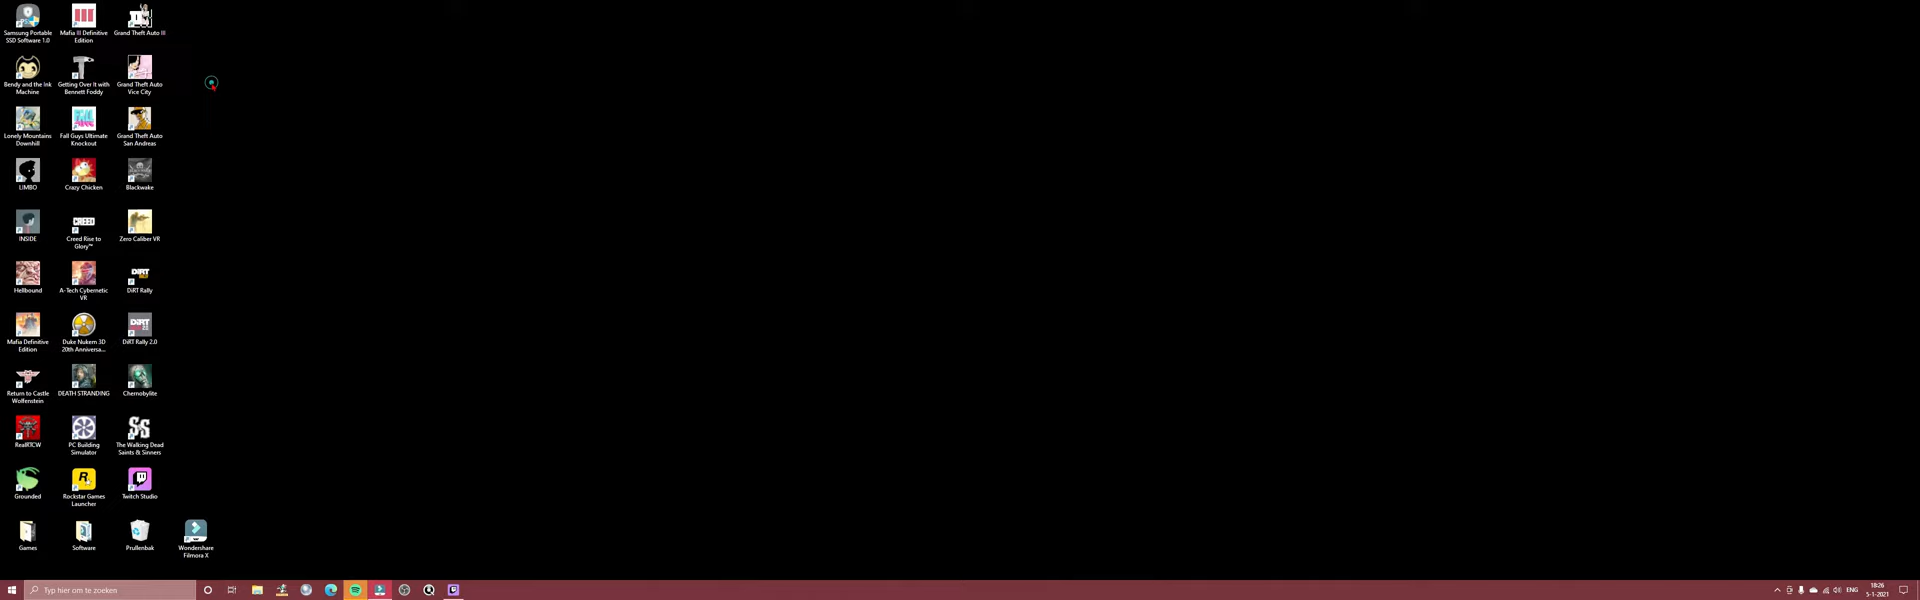 Samsung Portable
SSD Software 1.0
Mafia III Definitive
Edition
Grand Theft Auto III
Bendy and the Ink
Machine
Getting Over It with
Bennett Foddy
Grand Theft Auto
Vice City
Lonely Mountains
Downhill
Fall Guys Ultimate
Knockout
Grand Theft Auto
San Andreas
LIMBO
Crazy Chicken
Blackwake
INSIDE
CREED
Creed Rise to
Glory™
Zero Caliber VR
Hellbound
A-Tech Cybernetic
VR
DiRT
DiRT Rally
Mafia Definitive
Edition
Duke Nukem 3D
20th Anniversa...
DiRT
DiRT Rally 2.0
Return to Castle
Wolfenstein
DEATH STRANDING
Chernobylite
RealRTCW
PC Building
Simulator
The Walking Dead
Saints & Sinners
Grounded
Rockstar Games
Launcher
Twitch Studio
Games
Software
Prullenbak
Wondershare
Filmora X
Typ hier om te zoeken
ENG
18:26
5-1-2021